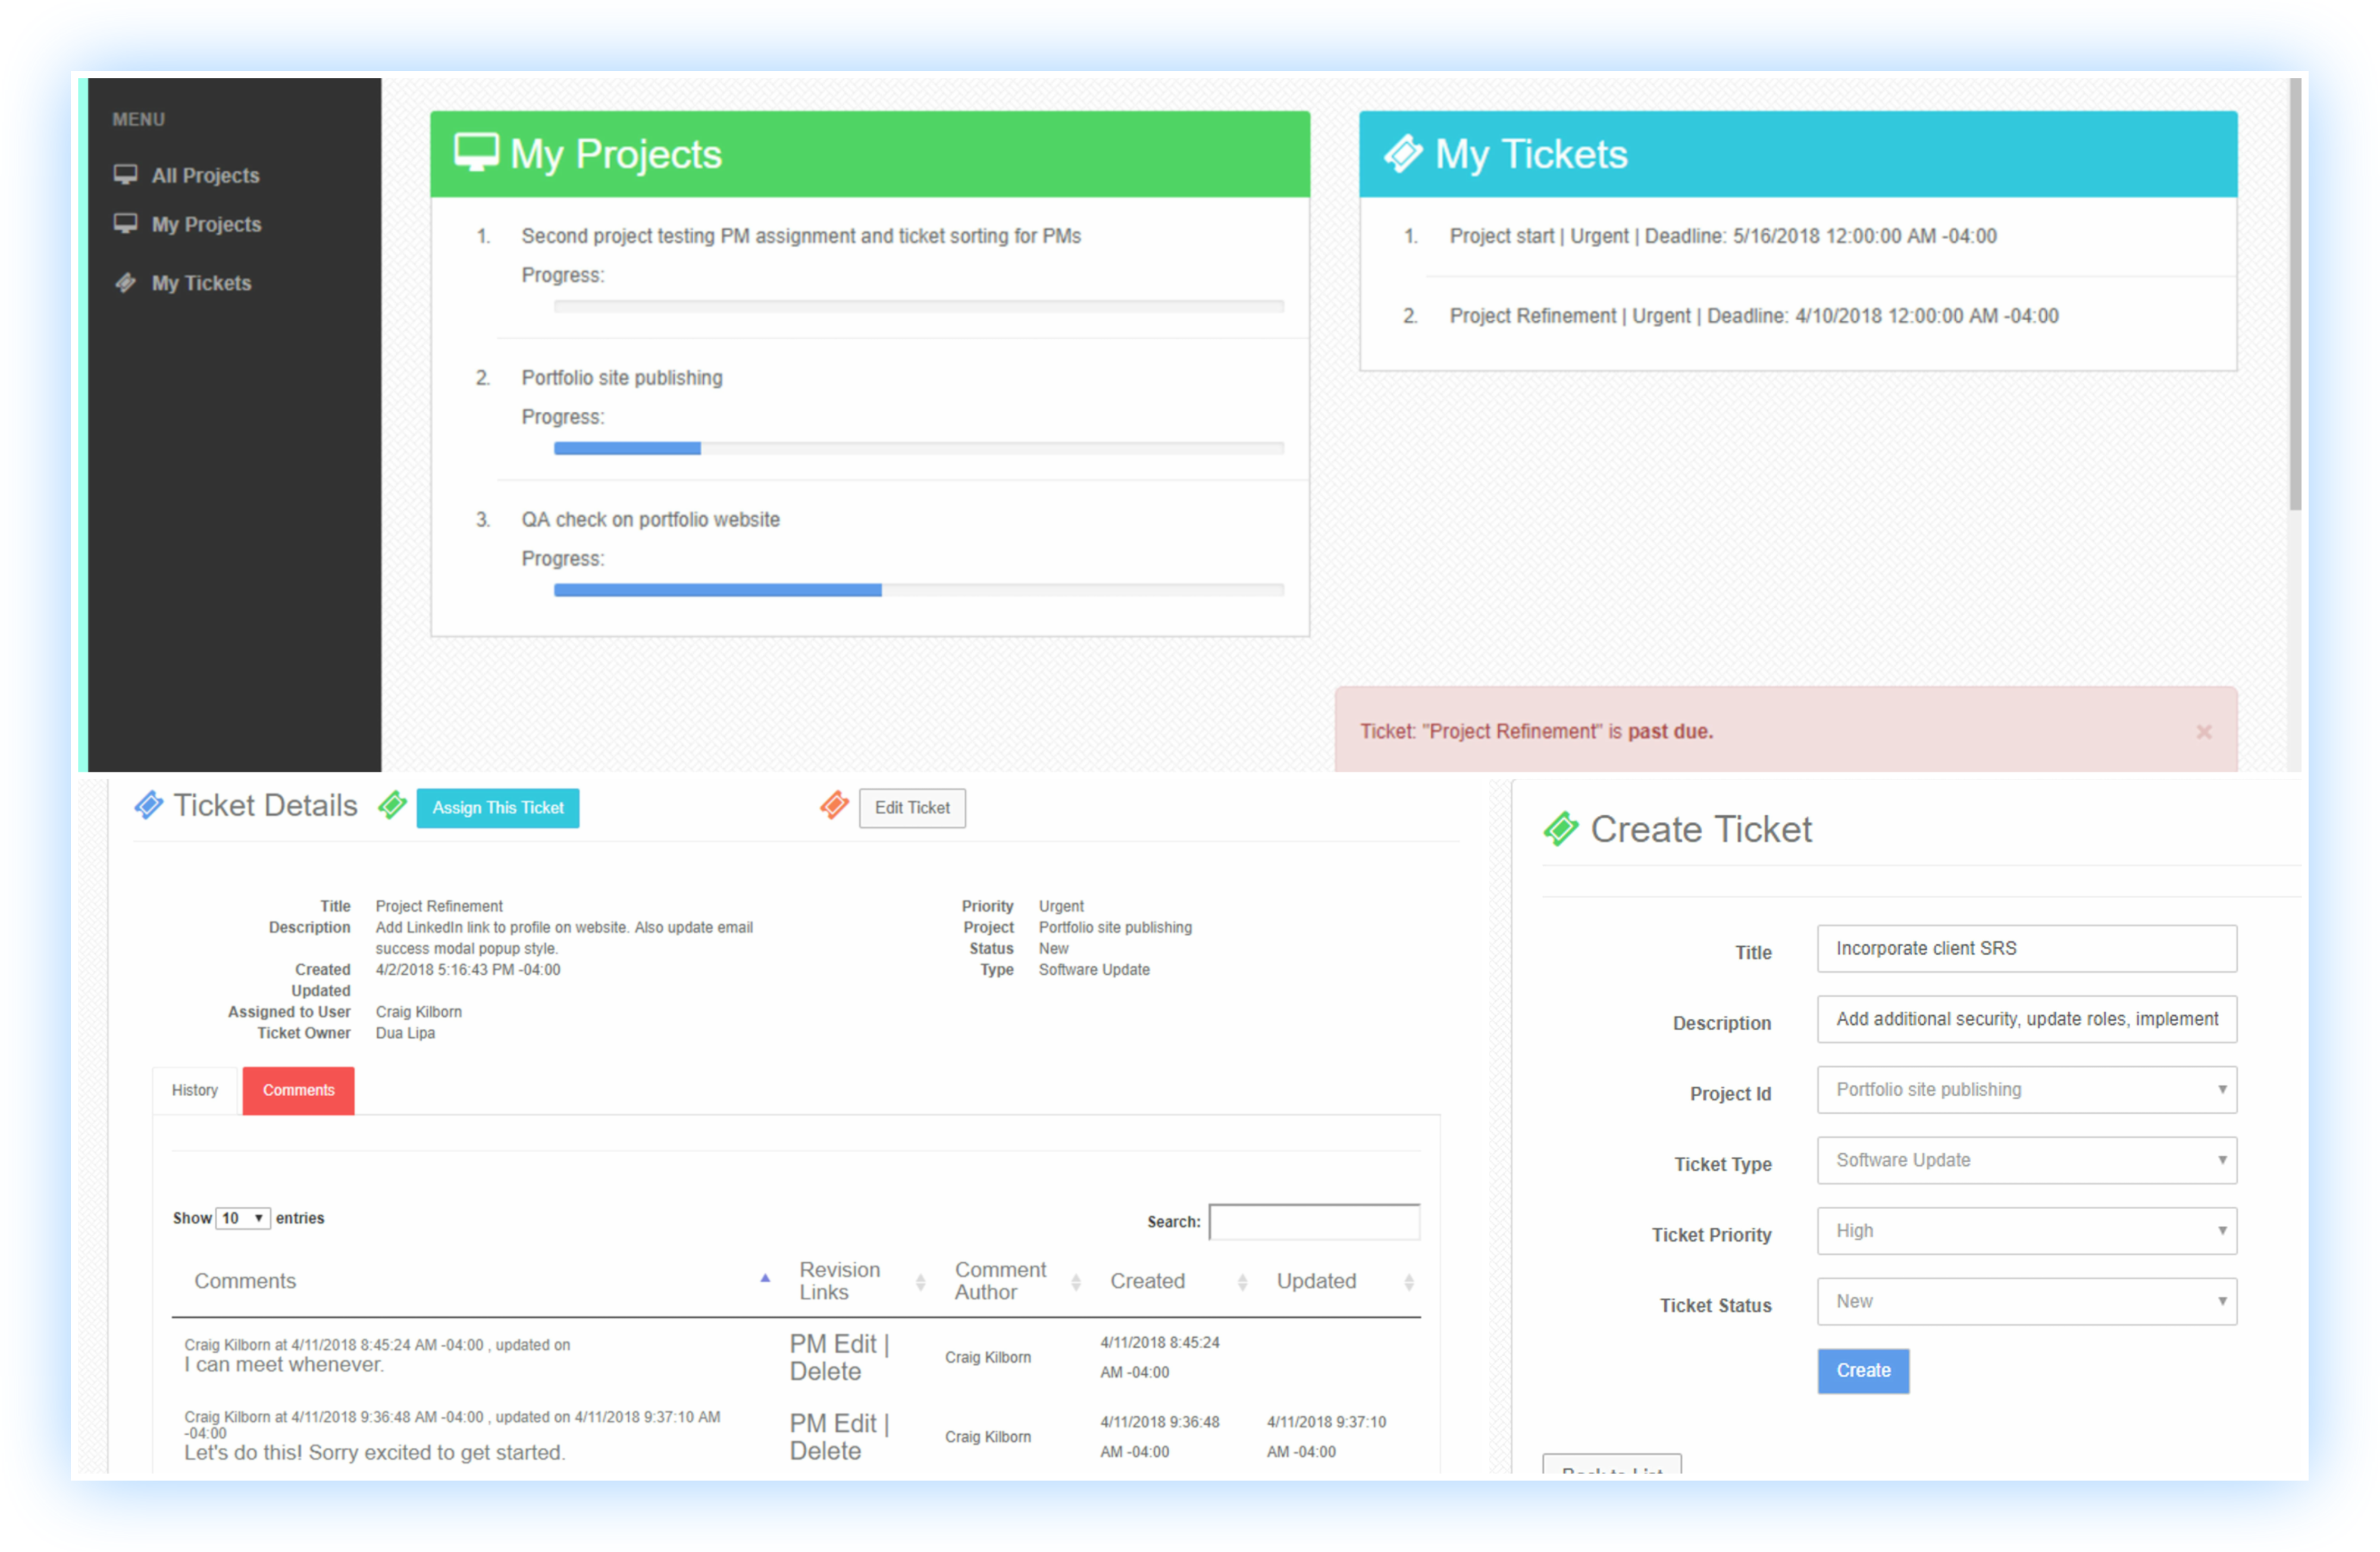 MENU
All Projects
My Projects
My Tickets
My Projects
1. Second project testing PM assignment and ticket sorting for PMs
Progress:
2. Portfolio site publishing
Progress:
3. QA check on portfolio website
Progress:
My Tickets
1. Project start | Urgent | Deadline: 5/16/2018 12:00:00 AM -04:00
2. Project Refinement | Urgent | Deadline: 4/10/2018 12:00:00 AM -04:00
Ticket: "Project Refinement" is past due. ×
Ticket Details Assign This Ticket Edit Ticket
Title Project Refinement
Description Add LinkedIn link to profile on website. Also update email
success modal popup style.
Created 4/2/2018 5:16:43 PM -04:00
Updated
Assigned to User Craig Kilborn
Ticket Owner Dua Lipa
Priority Urgent
Project Portfolio site publishing
Status New
Type Software Update
History Comments
Show 10 entries Search:
Comments Revision Links Comment Author Created Updated
Craig Kilborn at 4/11/2018 8:45:24 AM -04:00 , updated on
I can meet whenever.
PM Edit |
Delete
Craig Kilborn
4/11/2018 8:45:24
AM -04:00
Craig Kilborn at 4/11/2018 9:36:48 AM -04:00 , updated on 4/11/2018 9:37:10 AM
-04:00
Let's do this! Sorry excited to get started.
PM Edit |
Delete
Craig Kilborn
4/11/2018 9:36:48
AM -04:00
4/11/2018 9:37:10
AM -04:00
Create Ticket
Title Incorporate client SRS
Description Add additional security, update roles, implement
Project Id Portfolio site publishing
Ticket Type Software Update
Ticket Priority High
Ticket Status New
Create
Back to List